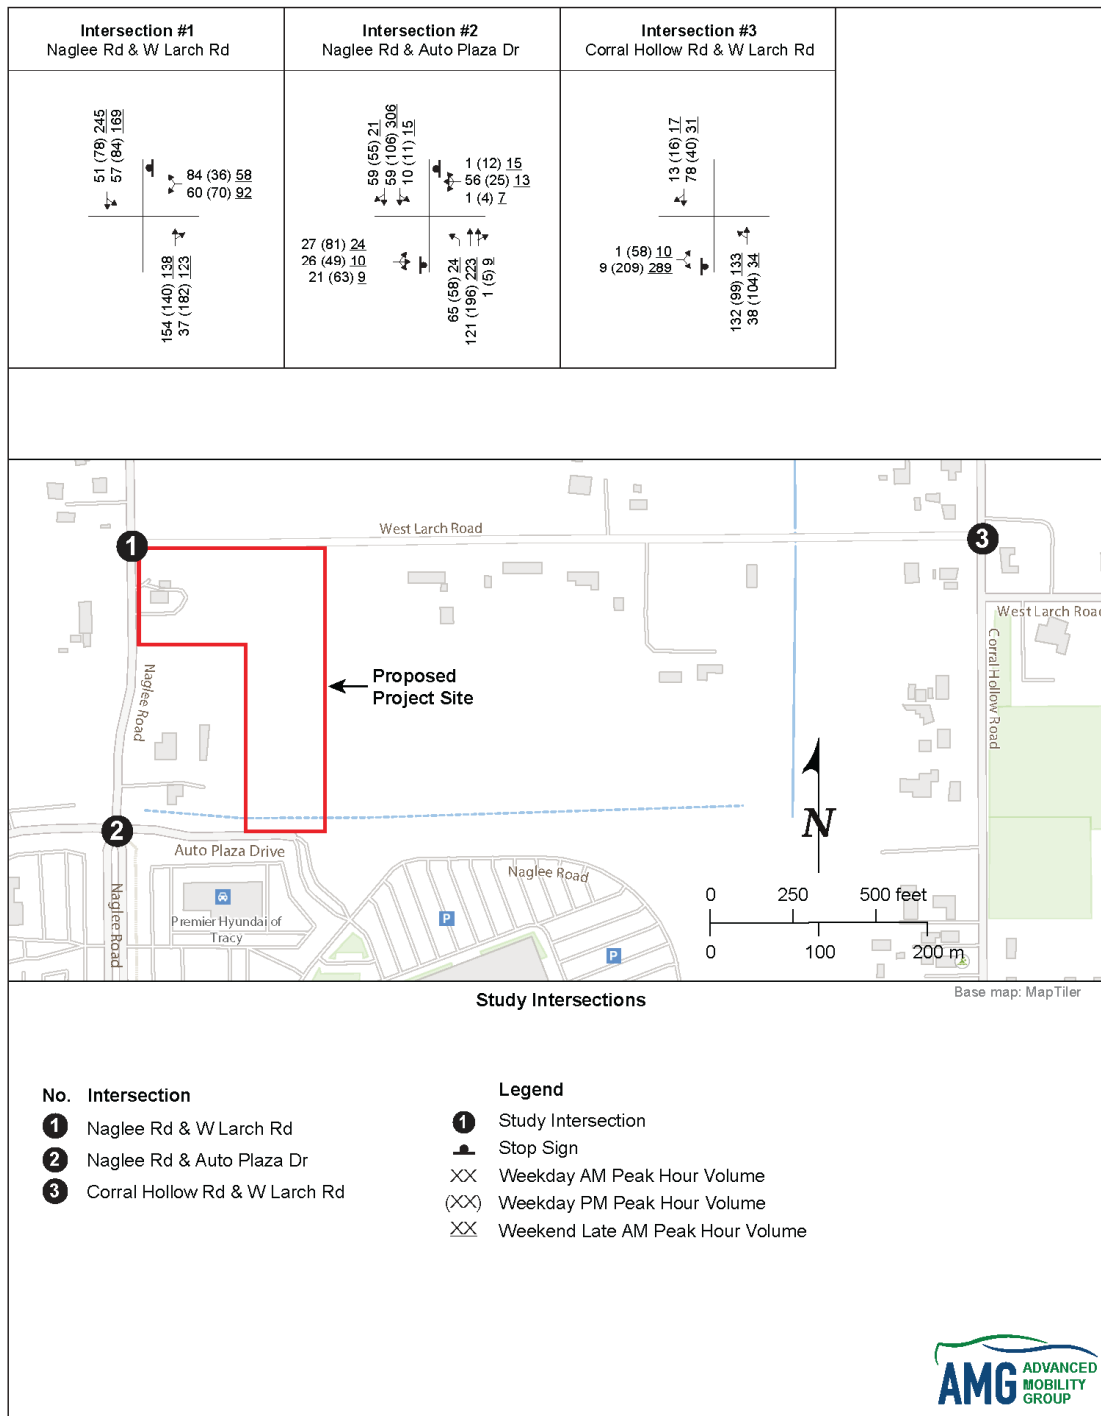 Intersection #1
Naglee Rd & W Larch Rd
51 (78) 245
57 (84) 169
84 (36) 58
60 (70) 92
154 (140) 138
37 (182) 123
Intersection #2
Naglee Rd & Auto Plaza Dr
59 (55) 21
59 (106) 306
10 (11) 15
1 (12) 15
56 (25) 13
1 (4) 7
27 (81) 24
26 (49) 10
21 (63) 9
65 (58) 24
121 (196) 223
1 (5) 9
Intersection #3
Corral Hollow Rd & W Larch Rd
13 (16) 17
78 (40) 31
1 (58) 10
9 (209) 289
132 (99) 133
38 (104) 34
West Larch Road
1
3
West Larch Road
Naglee Road
Proposed
Project Site
Corral Hollow Road
N
2
Auto Plaza Drive
Naglee Road
Naglee Road
Premier Hyundai of
Tracy
P
P
0 250 500 feet
0 100 200 m
Study Intersections
Base map: MapTiler
No. Intersection
1 Naglee Rd & W Larch Rd
2 Naglee Rd & Auto Plaza Dr
3 Corral Hollow Rd & W Larch Rd
Legend
1 Study Intersection
Stop Sign
XX Weekday AM Peak Hour Volume
(XX) Weekday PM Peak Hour Volume
XX Weekend Late AM Peak Hour Volume
AMG ADVANCED
MOBILITY
GROUP